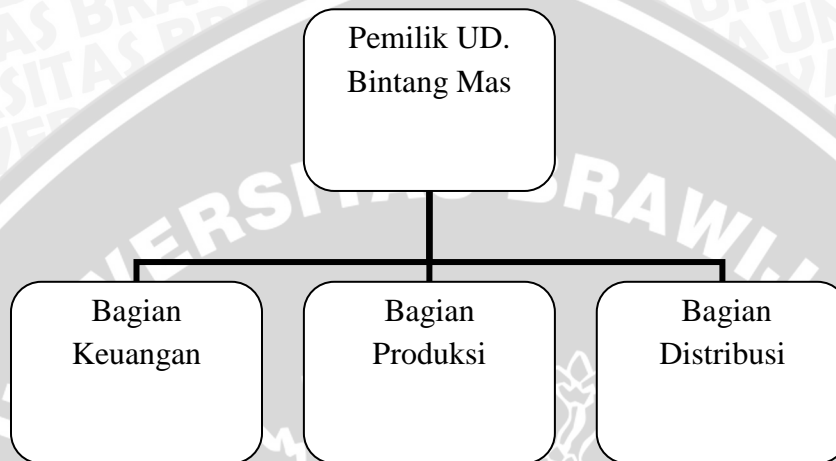 Pemilik UD.
Bintang Mas
Bagian
Keuangan
Bagian
Produksi
Bagian
Distribusi